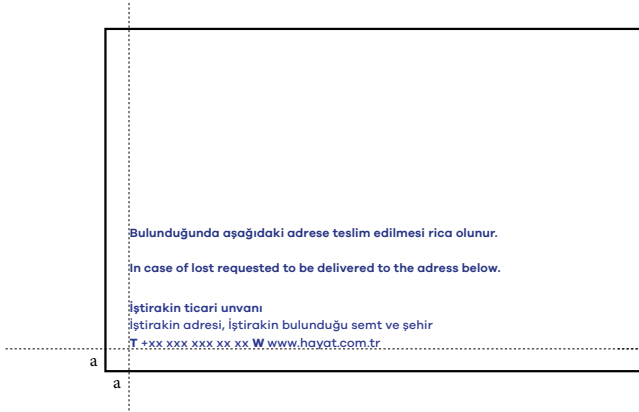 Bulunduğunda aşağıdaki adrese teslim edilmesi rica olunur.
In case of lost requested to be delivered to the adress below.
İştirakin ticari unvanı
İştirakin adresi, İştirakin bulunduğu semt ve şehir
T +xx xxx xxx xx xx W www.hayat.com.tr
a
a